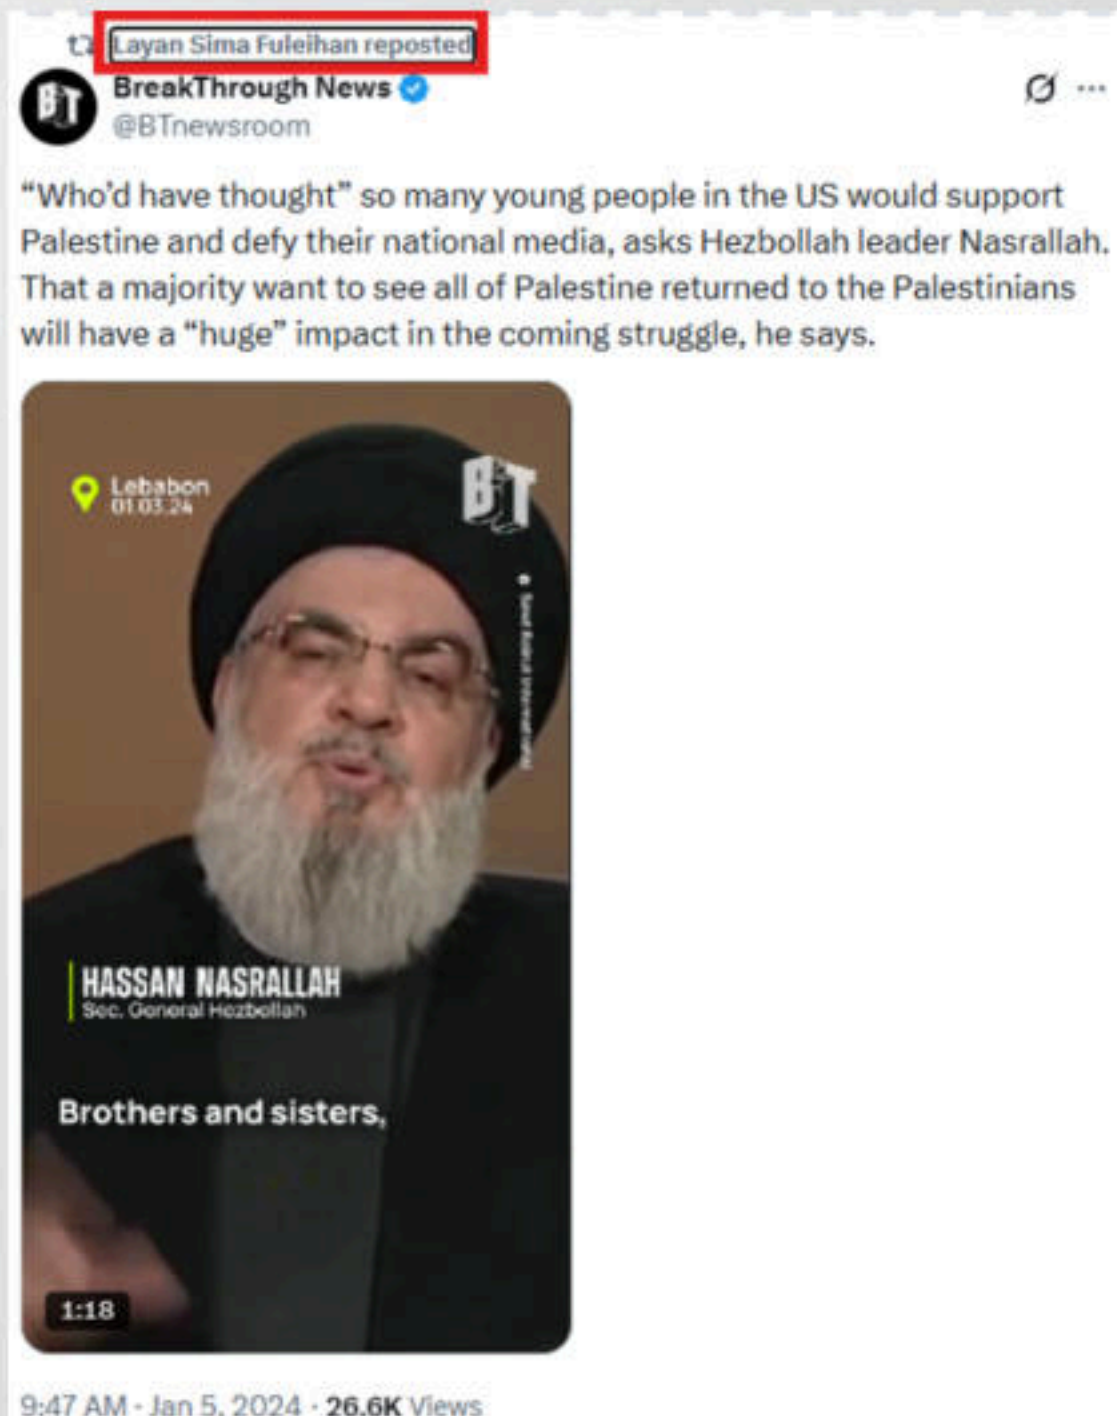 Layan Sima Fuleihan reposted
BreakThrough News
@BTnewsroom
“Who’d have thought” so many young people in the US would support
Palestine and defy their national media, asks Hezbollah leader Nasrallah.
That a majority want to see all of Palestine returned to the Palestinians
will have a “huge” impact in the coming struggle, he says.
Lebabon
01.03.24
BT
HASSAN NASRALLAH
Sec. General Hezbollah
Brothers and sisters,
1:18
9:47 AM · Jan 5, 2024 · 26.6K Views